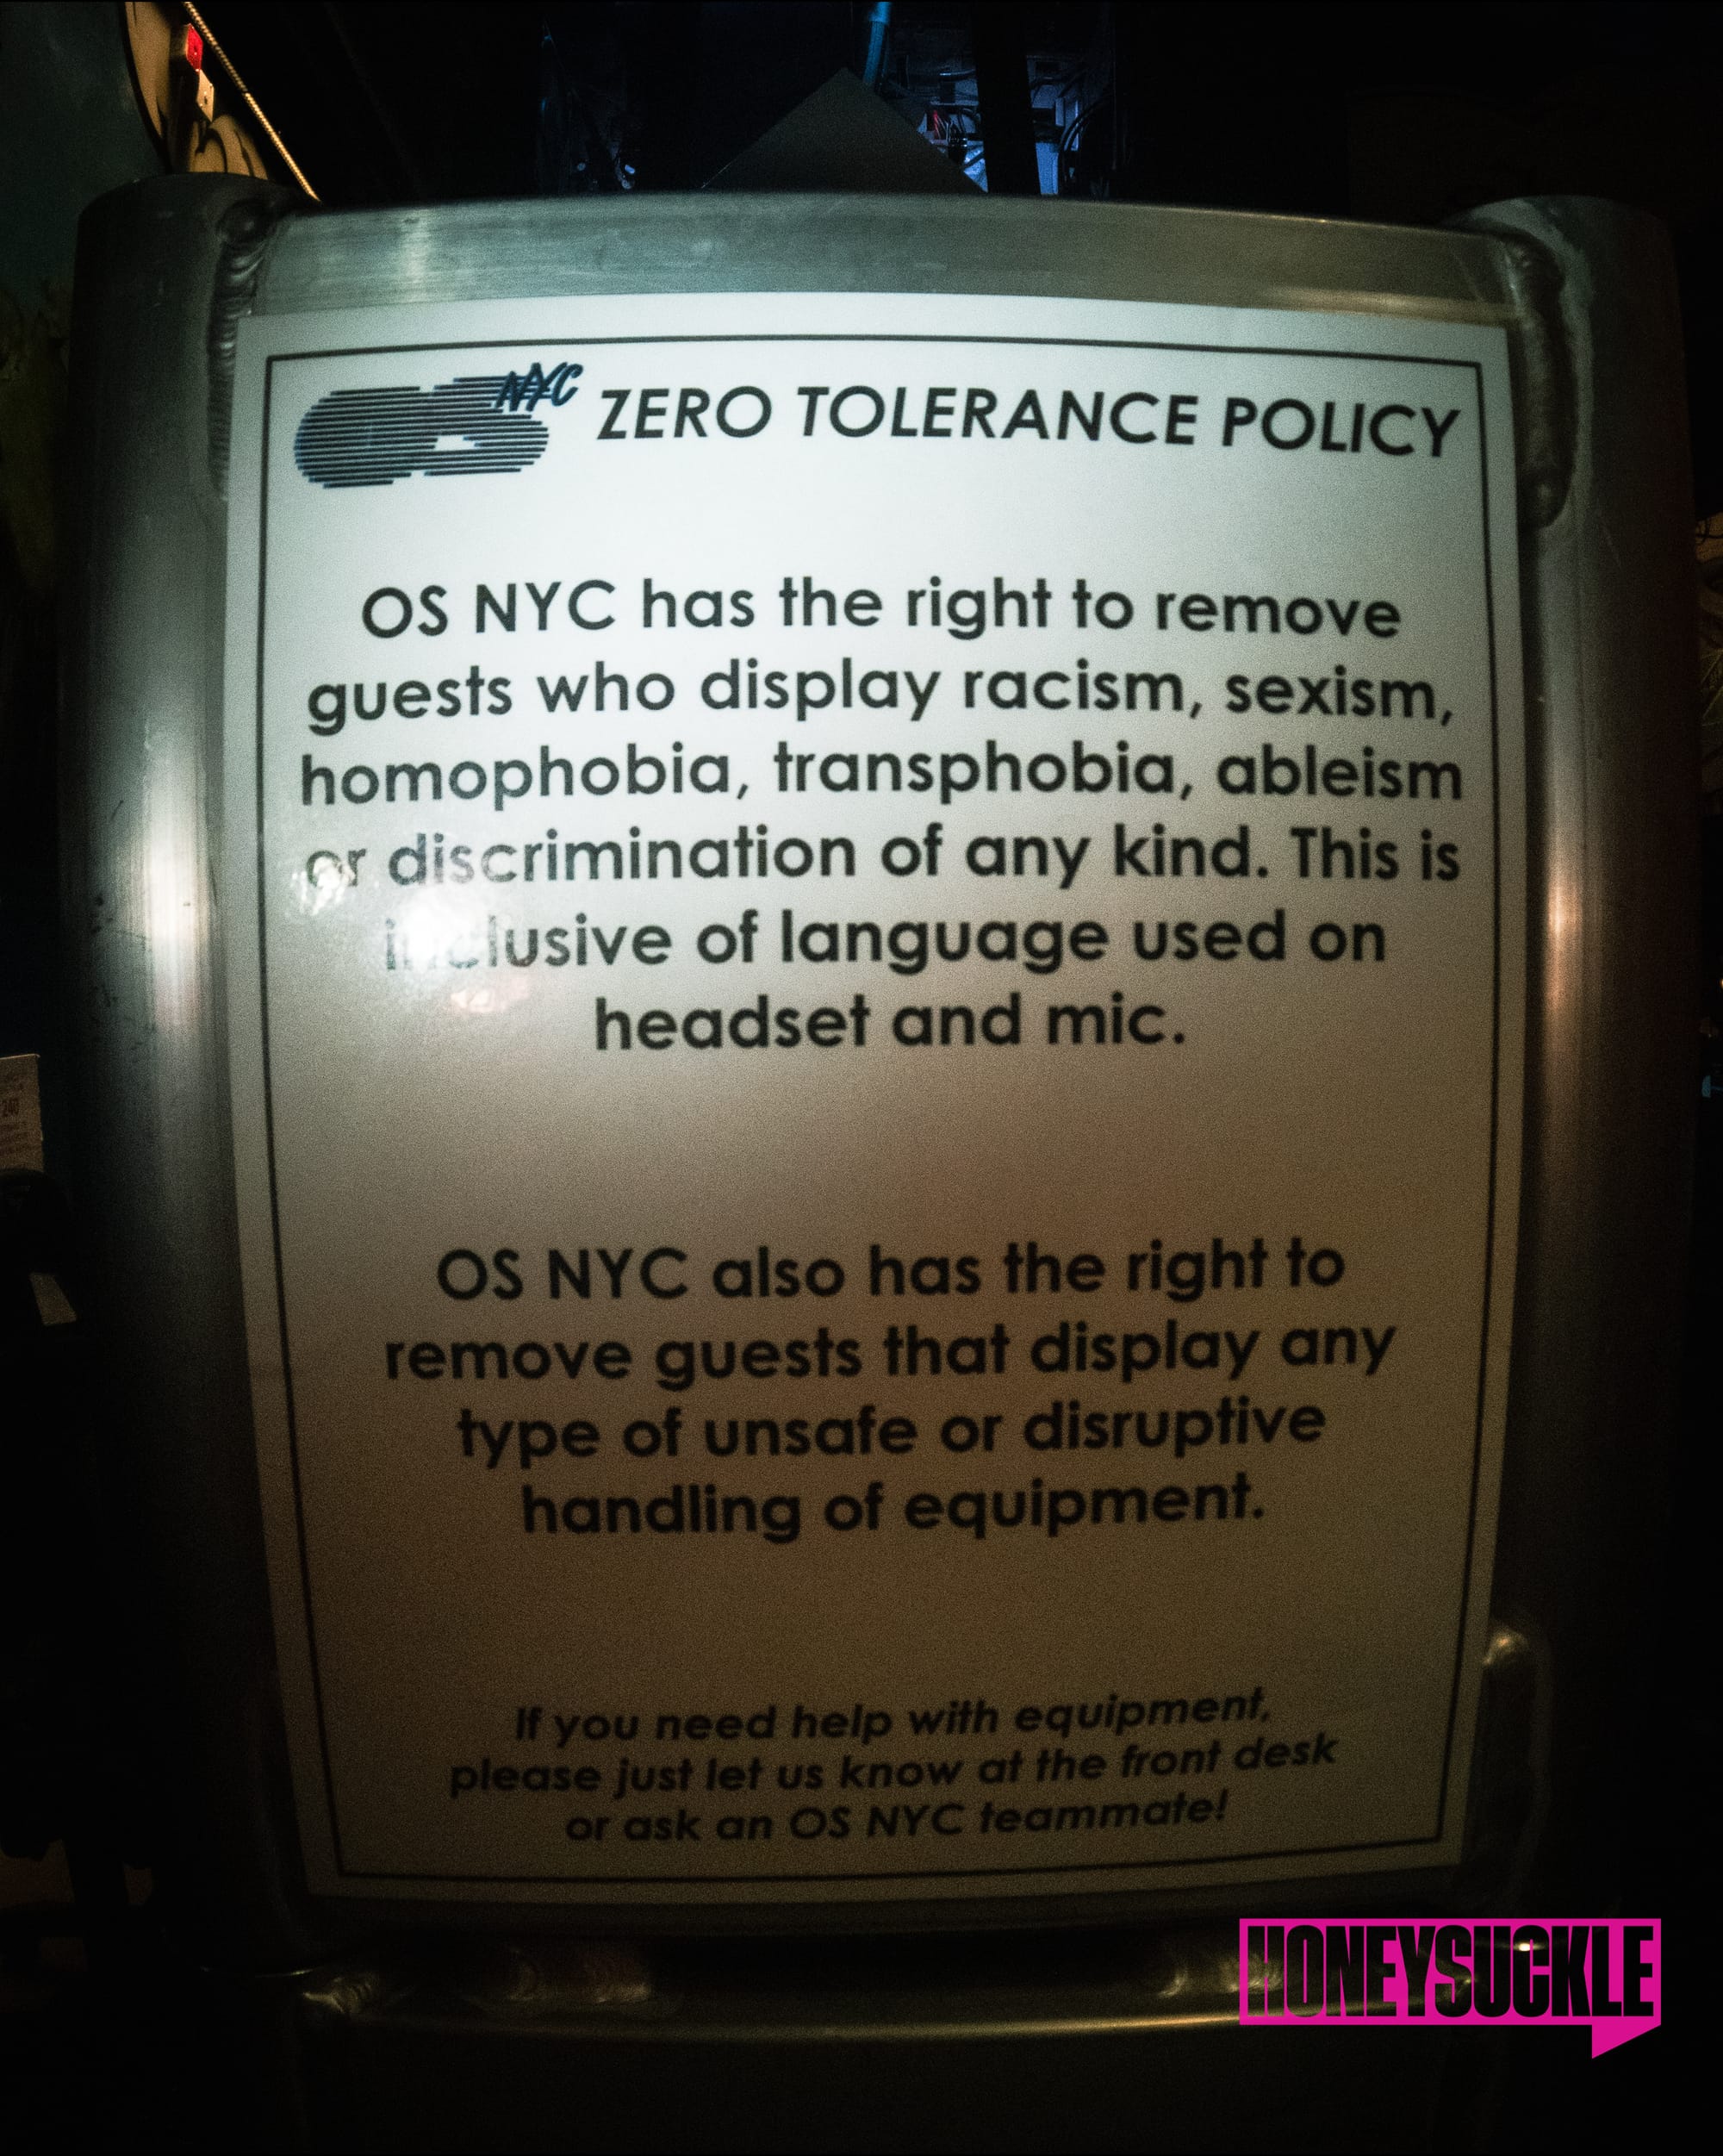 OS NYC ZERO TOLERANCE POLICY
OS NYC has the right to remove
guests who display racism, sexism,
homophobia, transphobia, ableism
or discrimination of any kind. This is
inclusive of language used on
headset and mic.
OS NYC also has the right to
remove guests that display any
type of unsafe or disruptive
handling of equipment.
If you need help with equipment,
please just let us know at the front desk
or ask an OS NYC teammate!
240
HONEYSUCKLE